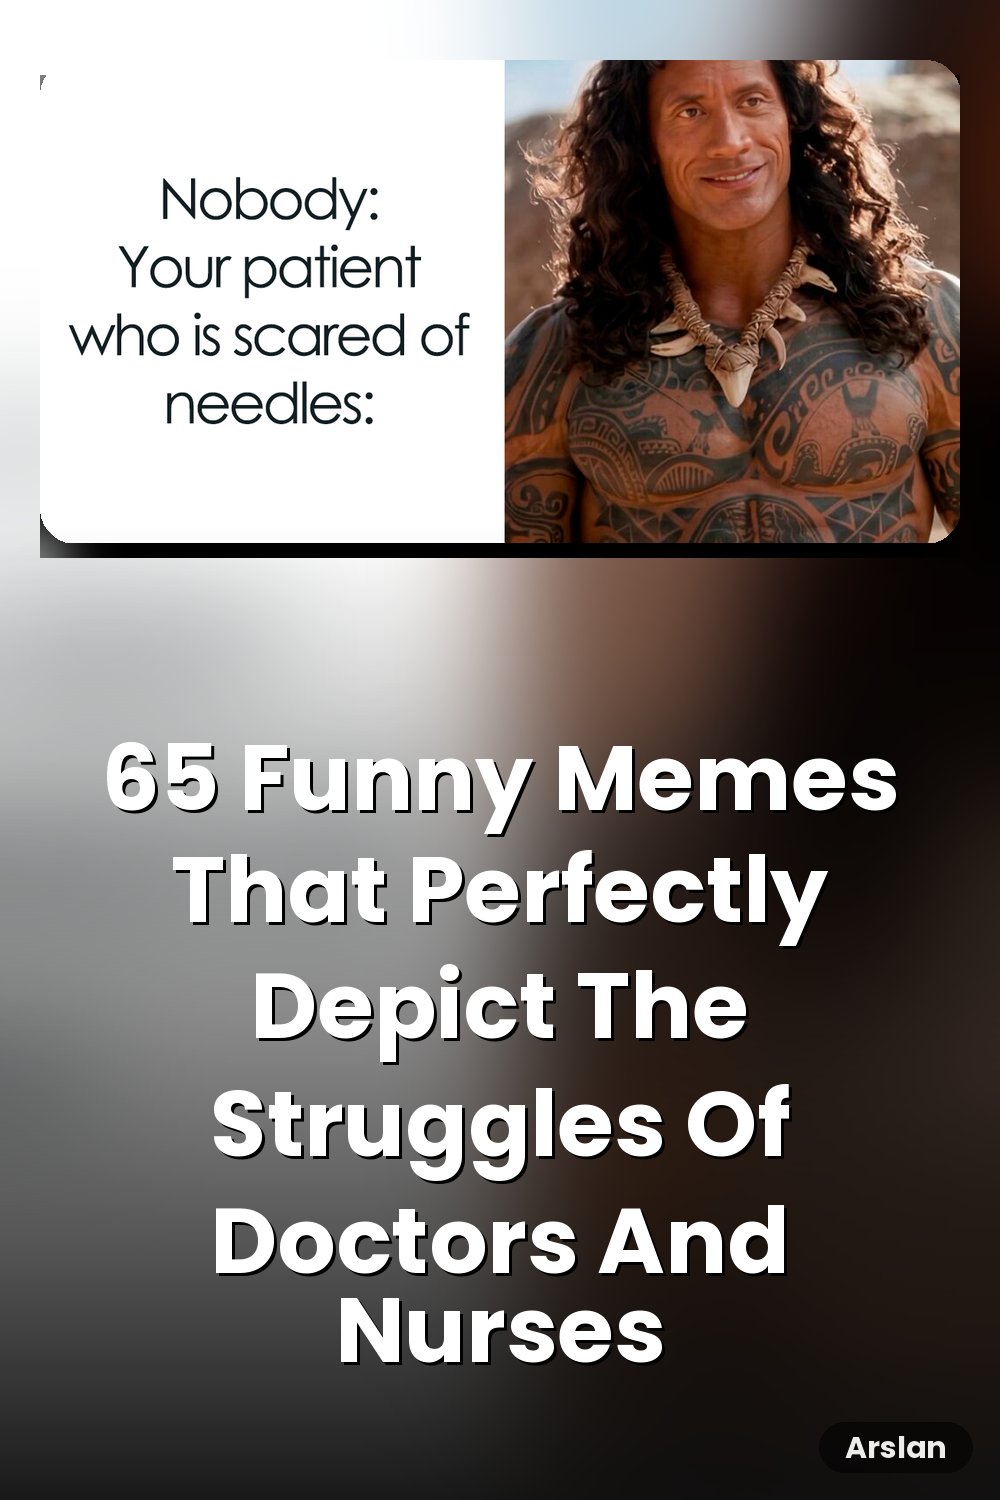 Nobody:
Your patient
who is scared of
needles:
65 Funny Memes
That Perfectly
Depict The
Struggles Of
Doctors And
Nurses
Arslan